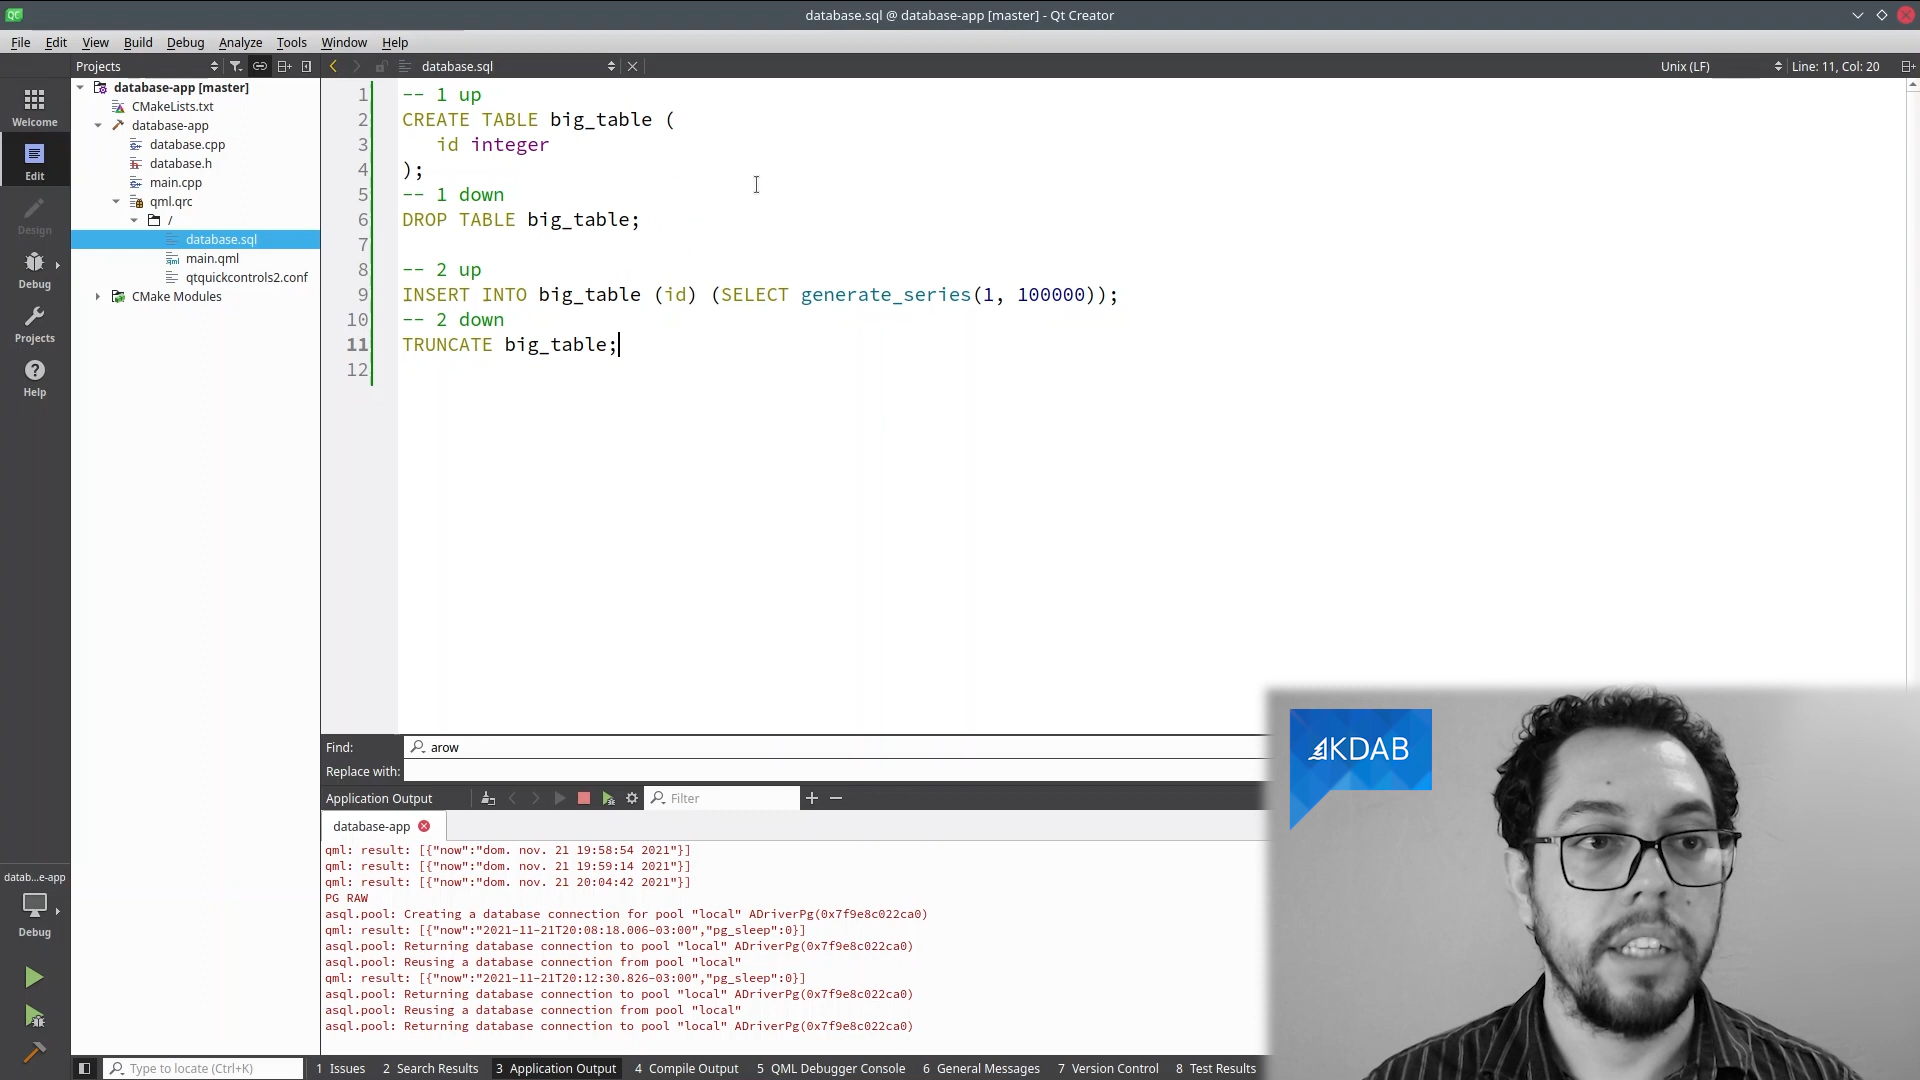 QC
database.sql @ database-app [master] - Qt Creator
File Edit View Build Debug Analyze Tools Window Help
Projects
database.sql
Unix (LF)
Line: 11, Col: 20
Welcome
Edit
Design
Debug
Projects
Help
database-app [master]
CMakeLists.txt
database-app
database.cpp
database.h
main.cpp
qml.qrc
/
database.sql
main.qml
qtquickcontrols2.conf
CMake Modules
1 -- 1 up
2 CREATE TABLE big_table (
3 id integer
4 );
5 -- 1 down
6 DROP TABLE big_table;
7
8 -- 2 up
9 INSERT INTO big_table (id) (SELECT generate_series(1, 100000));
10 -- 2 down
11 TRUNCATE big_table;
12
Find: arow
Replace with:
Application Output
Filter
database-app
qml: result: [{"now":"dom. nov. 21 19:58:54 2021"}]
qml: result: [{"now":"dom. nov. 21 19:59:14 2021"}]
qml: result: [{"now":"dom. nov. 21 20:04:42 2021"}]
PG RAW
asql.pool: Creating a database connection for pool "local" ADriverPg(0x7f9e8c022ca0)
qml: result: [{"now":"2021-11-21T20:08:18.006-03:00","pg_sleep":0}]
asql.pool: Returning database connection to pool "local" ADriverPg(0x7f9e8c022ca0)
asql.pool: Reusing a database connection from pool "local"
qml: result: [{"now":"2021-11-21T20:12:30.826-03:00","pg_sleep":0}]
asql.pool: Returning database connection to pool "local" ADriverPg(0x7f9e8c022ca0)
asql.pool: Reusing a database connection from pool "local"
asql.pool: Returning database connection to pool "local" ADriverPg(0x7f9e8c022ca0)
datab...e-app
Debug
KDAB
Type to locate (Ctrl+K)
1 Issues 2 Search Results 3 Application Output 4 Compile Output 5 QML Debugger Console 6 General Messages 7 Version Control 8 Test Results